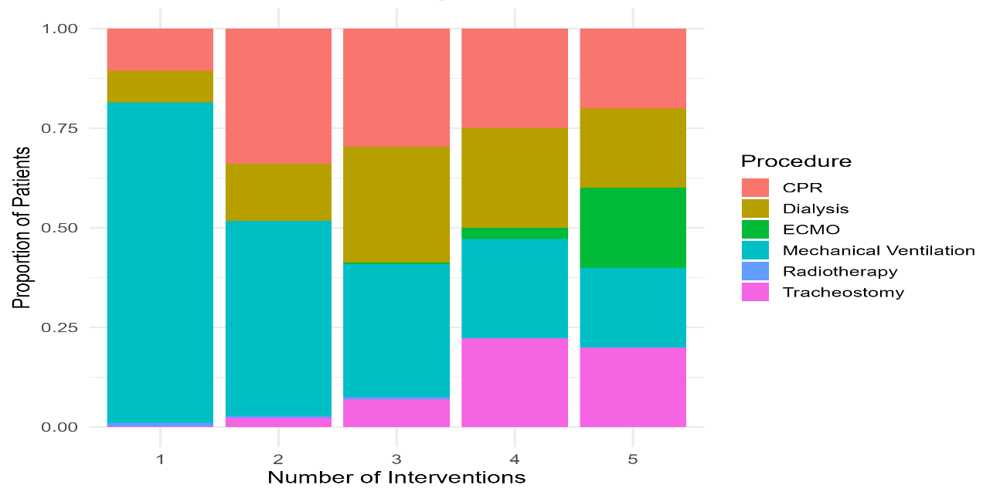 1.00
0.75
0.50
0.25
0.00
Proportion of Patients
1 2 3 4 5
Number of Interventions
Procedure
CPR
Dialysis
ECMO
Mechanical Ventilation
Radiotherapy
Tracheostomy